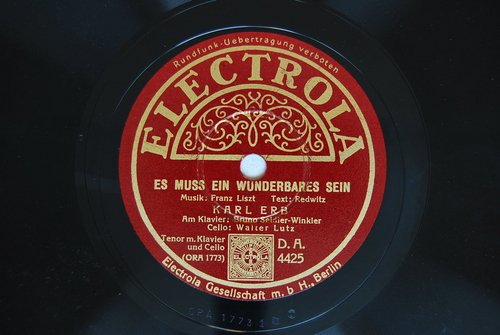 Rundfunk-Uebertragung verboten
ELECTROLA
ES MUSS EIN WUNDERBARES SEIN
Musik: Franz Liszt Text: Redwitz
KARL ERB
Am Klavier: Bruno Seidler-Winkler
Cello: Walter Lutz
Tenor m. Klavier
und Cello
(ORA 1773)
ELECTROLA
D. A.
4425
Electrola Gesellschaft m. b H., Berlin